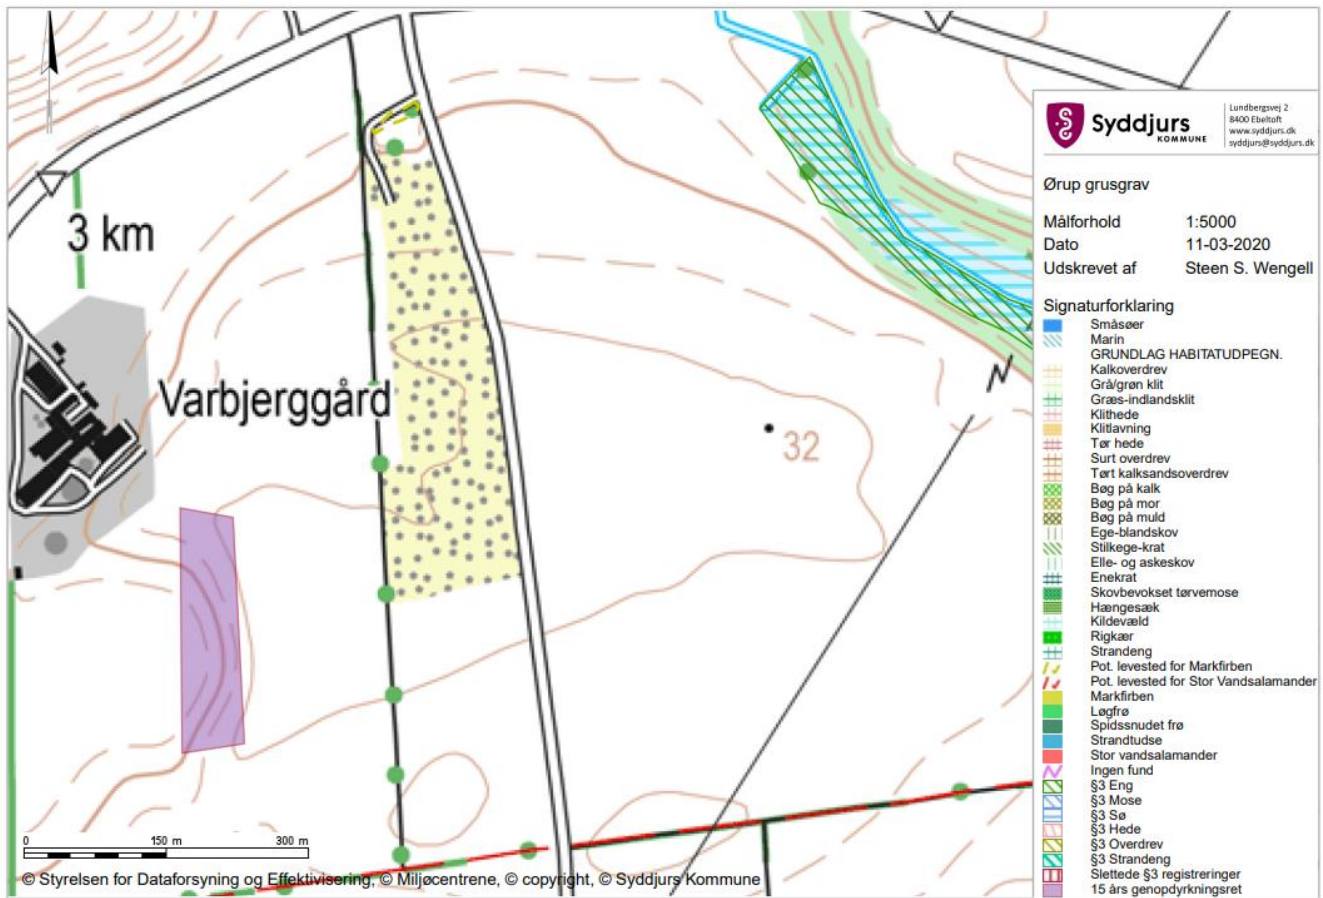 3 km
Varbjerggård
32
0 150 m 300 m
© Styrelsen for Dataforsyning og Effektivisering, © Miljøcentrene, © copyright, © Syddjurs Kommune
Syddjurs
KOMMUNE
Lundbergsvej 2
8400 Ebeltoft
www.syddjurs.dk
syddjurs@syddjurs.dk
Ørup grusgrav
Målforhold 1:5000
Dato 11-03-2020
Udskrevet af Steen S. Wengell
Signaturforklaring
Småsøer
Marin
GRUNDLAG HABITATUDPEGN.
Kalkoverdrev
Grå/grøn klit
Græs-indlandsklit
Klithede
Klitlavning
Tør hede
Surt overdrev
Tørt kalksandsoverdrev
Bøg på kalk
Bøg på mor
Bøg på muld
Ege-blandskov
Stilkege-krat
Elle- og askeskov
Enekrat
Skovbevokset tørvemose
Hængesæk
Kildevæld
Rigkær
Strandeng
Pot. levested for Markfirben
Pot. levested for Stor Vandsalamander
Markfirben
Løgfrø
Spidssnudet frø
Strandtudse
Stor vandsalamander
Ingen fund
§3 Eng
§3 Mose
§3 Sø
§3 Hede
§3 Overdrev
§3 Strandeng
Slettede §3 registreringer
15 års genopdyrkningsret